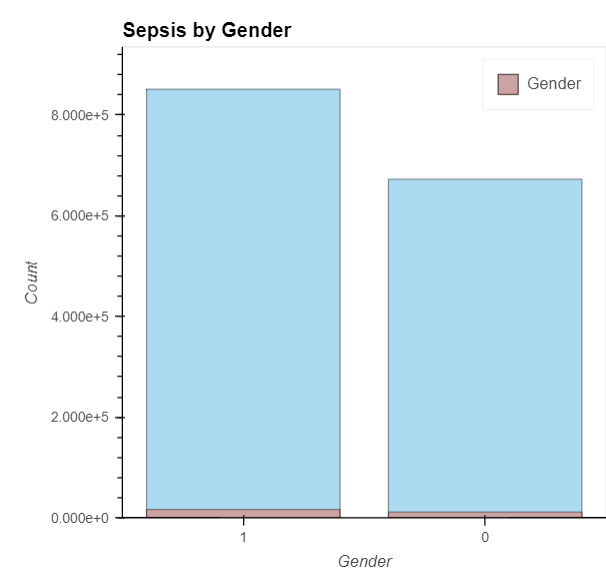 Sepsis by Gender
Gender
8.000e+5
6.000e+5
4.000e+5
2.000e+5
0.000e+0
Count
1
0
Gender